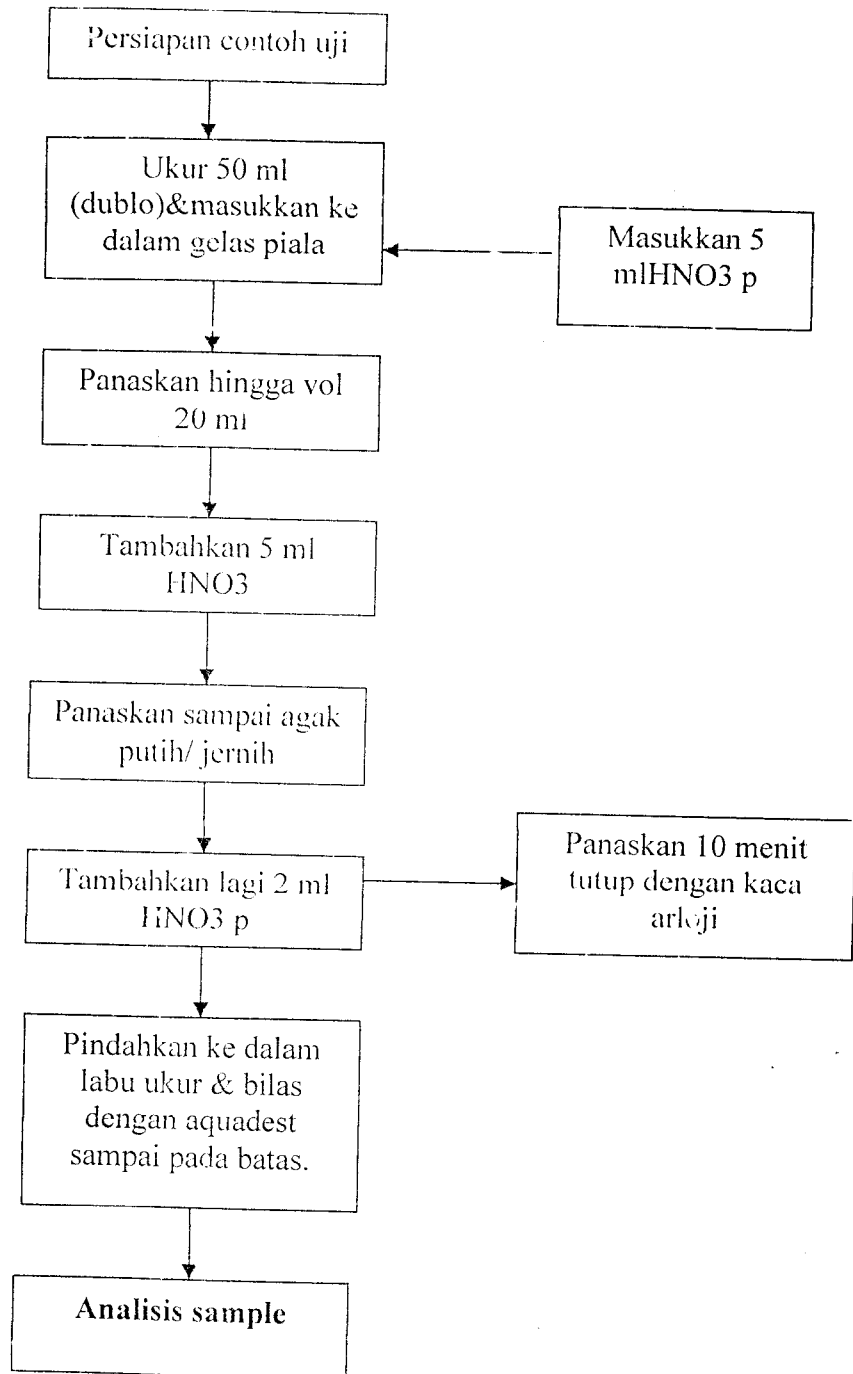 Persiapan contoh uji
Ukur 50 ml
(dublo)&masukkan ke
dalam gelas piala
Masukkan 5
mlHNO3 p
Panaskan hingga vol
20 ml
Tambahkan 5 ml
HNO3
Panaskan sampai agak
putih/ jernih
Tambahkan lagi 2 ml
HNO3 p
Panaskan 10 menit
tutup dengan kaca
arloji
Pindahkan ke dalam
labu ukur & bilas
dengan aquadest
sampai pada batas.
Analisis sample